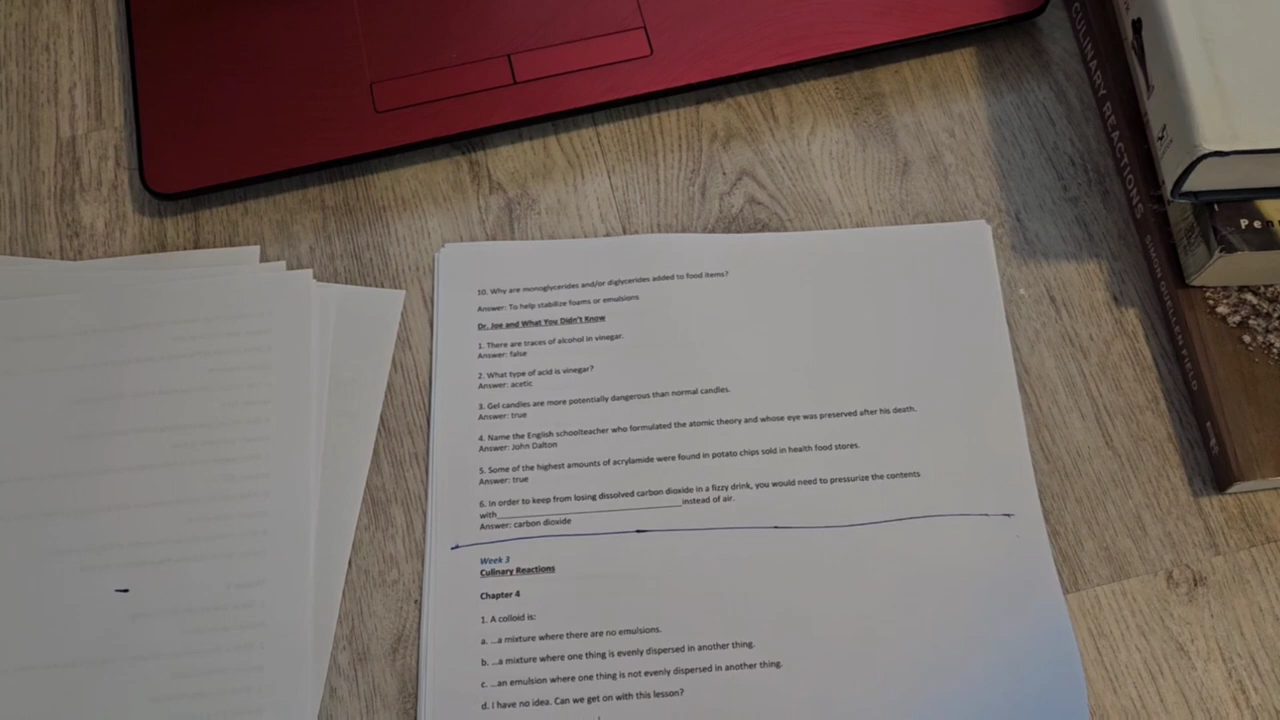 10. Why are monoglycerides and/or diglycerides added to food items?
Answer: To help stabilize foams or emulsions
Dr. Joe and What You Didn't Know
1. There are traces of alcohol in vinegar.
Answer: false
2. What type of acid is vinegar?
Answer: acetic
3. Gel candles are more potentially dangerous than normal candles.
Answer: true
4. Name the English schoolteacher who formulated the atomic theory and whose eye was preserved after his death.
Answer: John Dalton
5. Some of the highest amounts of acrylamide were found in potato chips sold in health food stores.
Answer: true
6. In order to keep from losing dissolved carbon dioxide in a fizzy drink, you would need to pressurize the contents
with______________________________instead of air.
Answer: carbon dioxide
Week 3
Culinary Reactions
Chapter 4
1. A colloid is:
a. ...a mixture where there are no emulsions.
b. ...a mixture where one thing is evenly dispersed in another thing.
c. ...an emulsion where one thing is not evenly dispersed in another thing.
d. I have no idea. Can we get on with this lesson?
CULINARY REACTIONS
SIMON QUELLEN FIELD
Pen